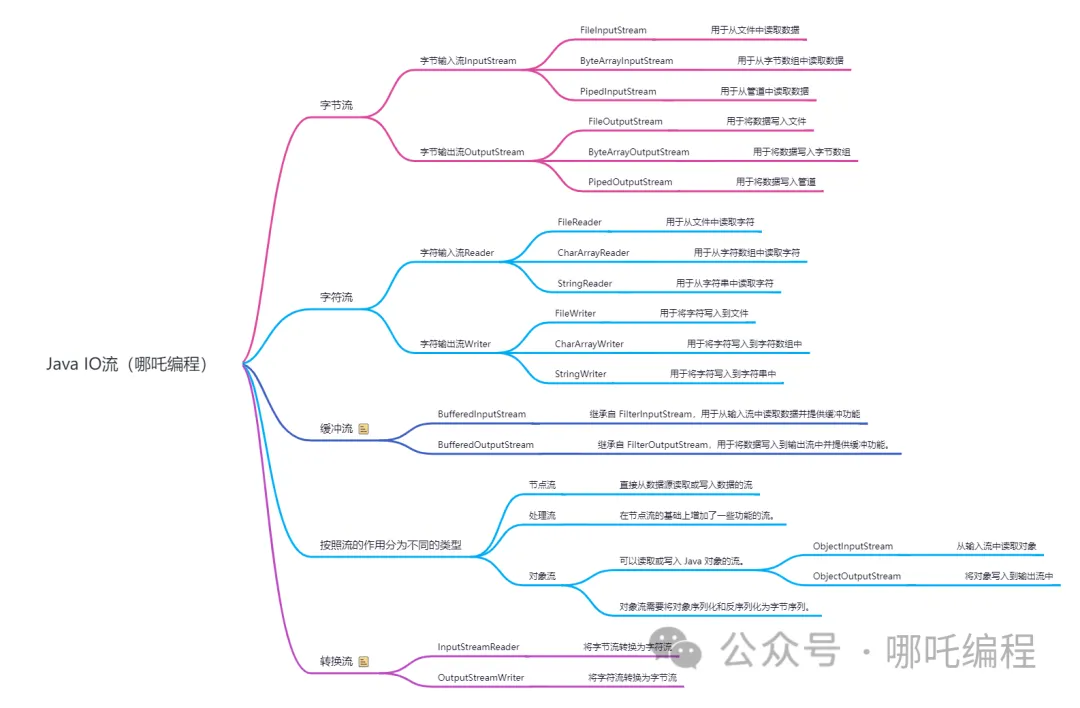 Java IO流（哪吒编程）
字节流
字节输入流InputStream
FileInputStream 用于从文件中读取数据
ByteArrayInputStream 用于从字节数组中读取数据
PipedInputStream 用于从管道中读取数据
字节输出流OutputStream
FileOutputStream 用于将数据写入文件
ByteArrayOutputStream 用于将数据写入字节数组
PipedOutputStream 用于将数据写入管道
字符流
字符输入流Reader
FileReader 用于从文件中读取字符
CharArrayReader 用于从字符数组中读取字符
StringReader 用于从字符串中读取字符
字符输出流Writer
FileWriter 用于将字符写入到文件
CharArrayWriter 用于将字符写入到字符数组中
StringWriter 用于将字符写入到字符串中
缓冲流
BufferedInputStream 继承自 FilterInputStream，用于从输入流中读取数据并提供缓冲功能
BufferedOutputStream 继承自 FilterOutputStream，用于将数据写入到输出流中并提供缓冲功能。
按照流的作用分为不同的类型
节点流 直接从数据源读取或写入数据的流
处理流 在节点流的基础上增加了一些功能的流。
对象流
可以读取或写入 Java 对象的流。
ObjectInputStream 从输入流中读取对象
ObjectOutputStream 将对象写入到输出流中
对象流需要将对象序列化和反序列化为字节序列。
转换流
InputStreamReader 将字节流转换为字符流
OutputStreamWriter 将字符流转换为字节流
公众号 · 哪吒编程